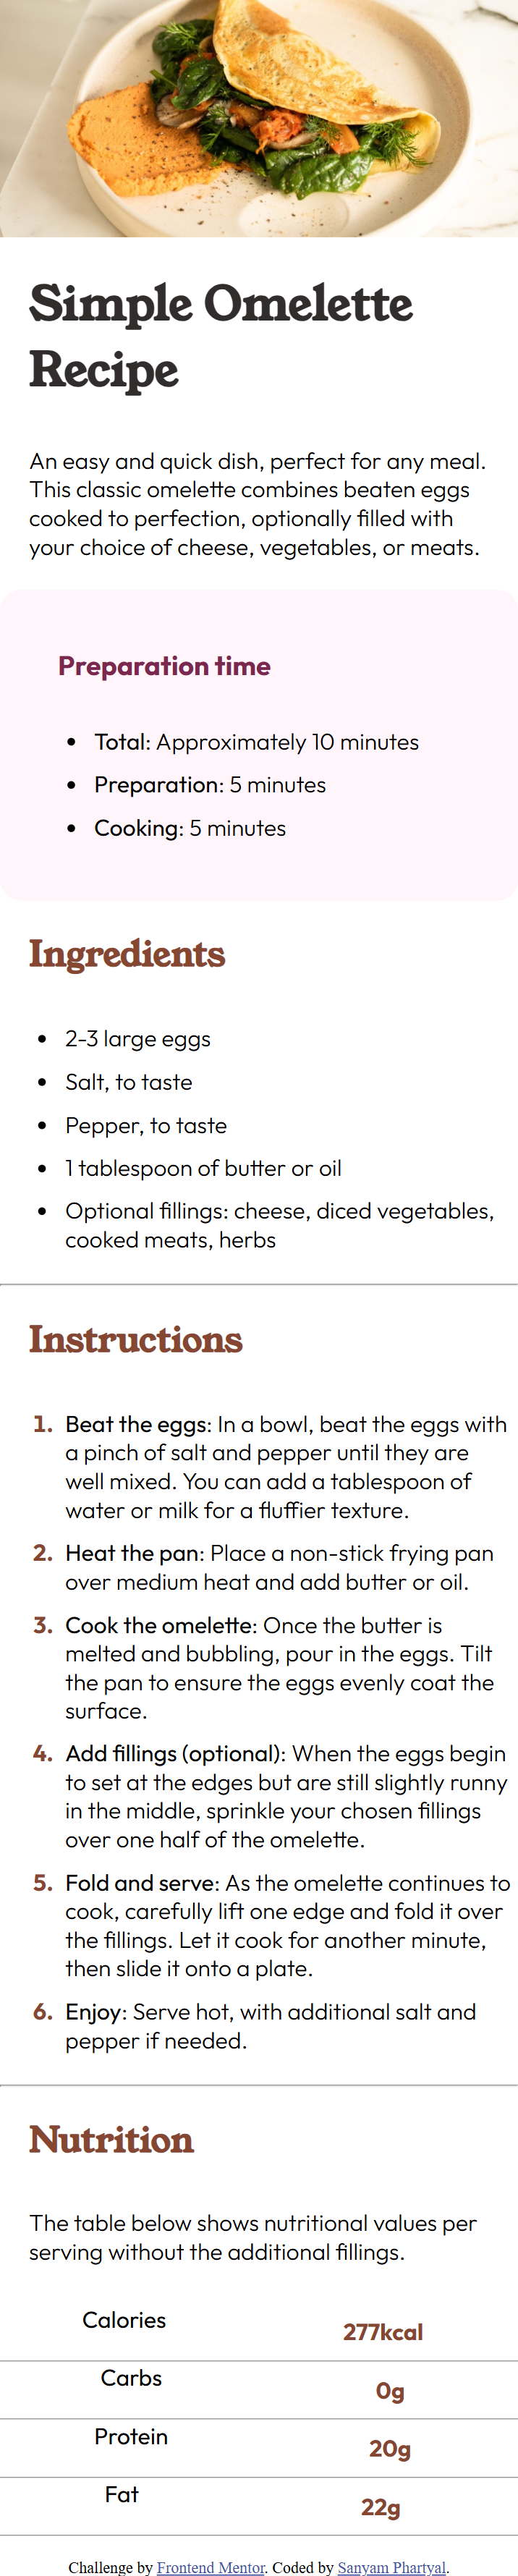 Simple Omelette
Recipe
An easy and quick dish, perfect for any meal.
This classic omelette combines beaten eggs
cooked to perfection, optionally filled with
your choice of cheese, vegetables, or meats.
Preparation time
• Total: Approximately 10 minutes
• Preparation: 5 minutes
• Cooking: 5 minutes
Ingredients
• 2-3 large eggs
• Salt, to taste
• Pepper, to taste
• 1 tablespoon of butter or oil
• Optional fillings: cheese, diced vegetables,
cooked meats, herbs
Instructions
1. Beat the eggs: In a bowl, beat the eggs with
a pinch of salt and pepper until they are
well mixed. You can add a tablespoon of
water or milk for a fluffier texture.
2. Heat the pan: Place a non-stick frying pan
over medium heat and add butter or oil.
3. Cook the omelette: Once the butter is
melted and bubbling, pour in the eggs. Tilt
the pan to ensure the eggs evenly coat the
surface.
4. Add fillings (optional): When the eggs begin
to set at the edges but are still slightly runny
in the middle, sprinkle your chosen fillings
over one half of the omelette.
5. Fold and serve: As the omelette continues to
cook, carefully lift one edge and fold it over
the fillings. Let it cook for another minute,
then slide it onto a plate.
6. Enjoy: Serve hot, with additional salt and
pepper if needed.
Nutrition
The table below shows nutritional values per
serving without the additional fillings.
Calories 277kcal
Carbs 0g
Protein 20g
Fat 22g
Challenge by Frontend Mentor. Coded by Sanyam Phartyal.